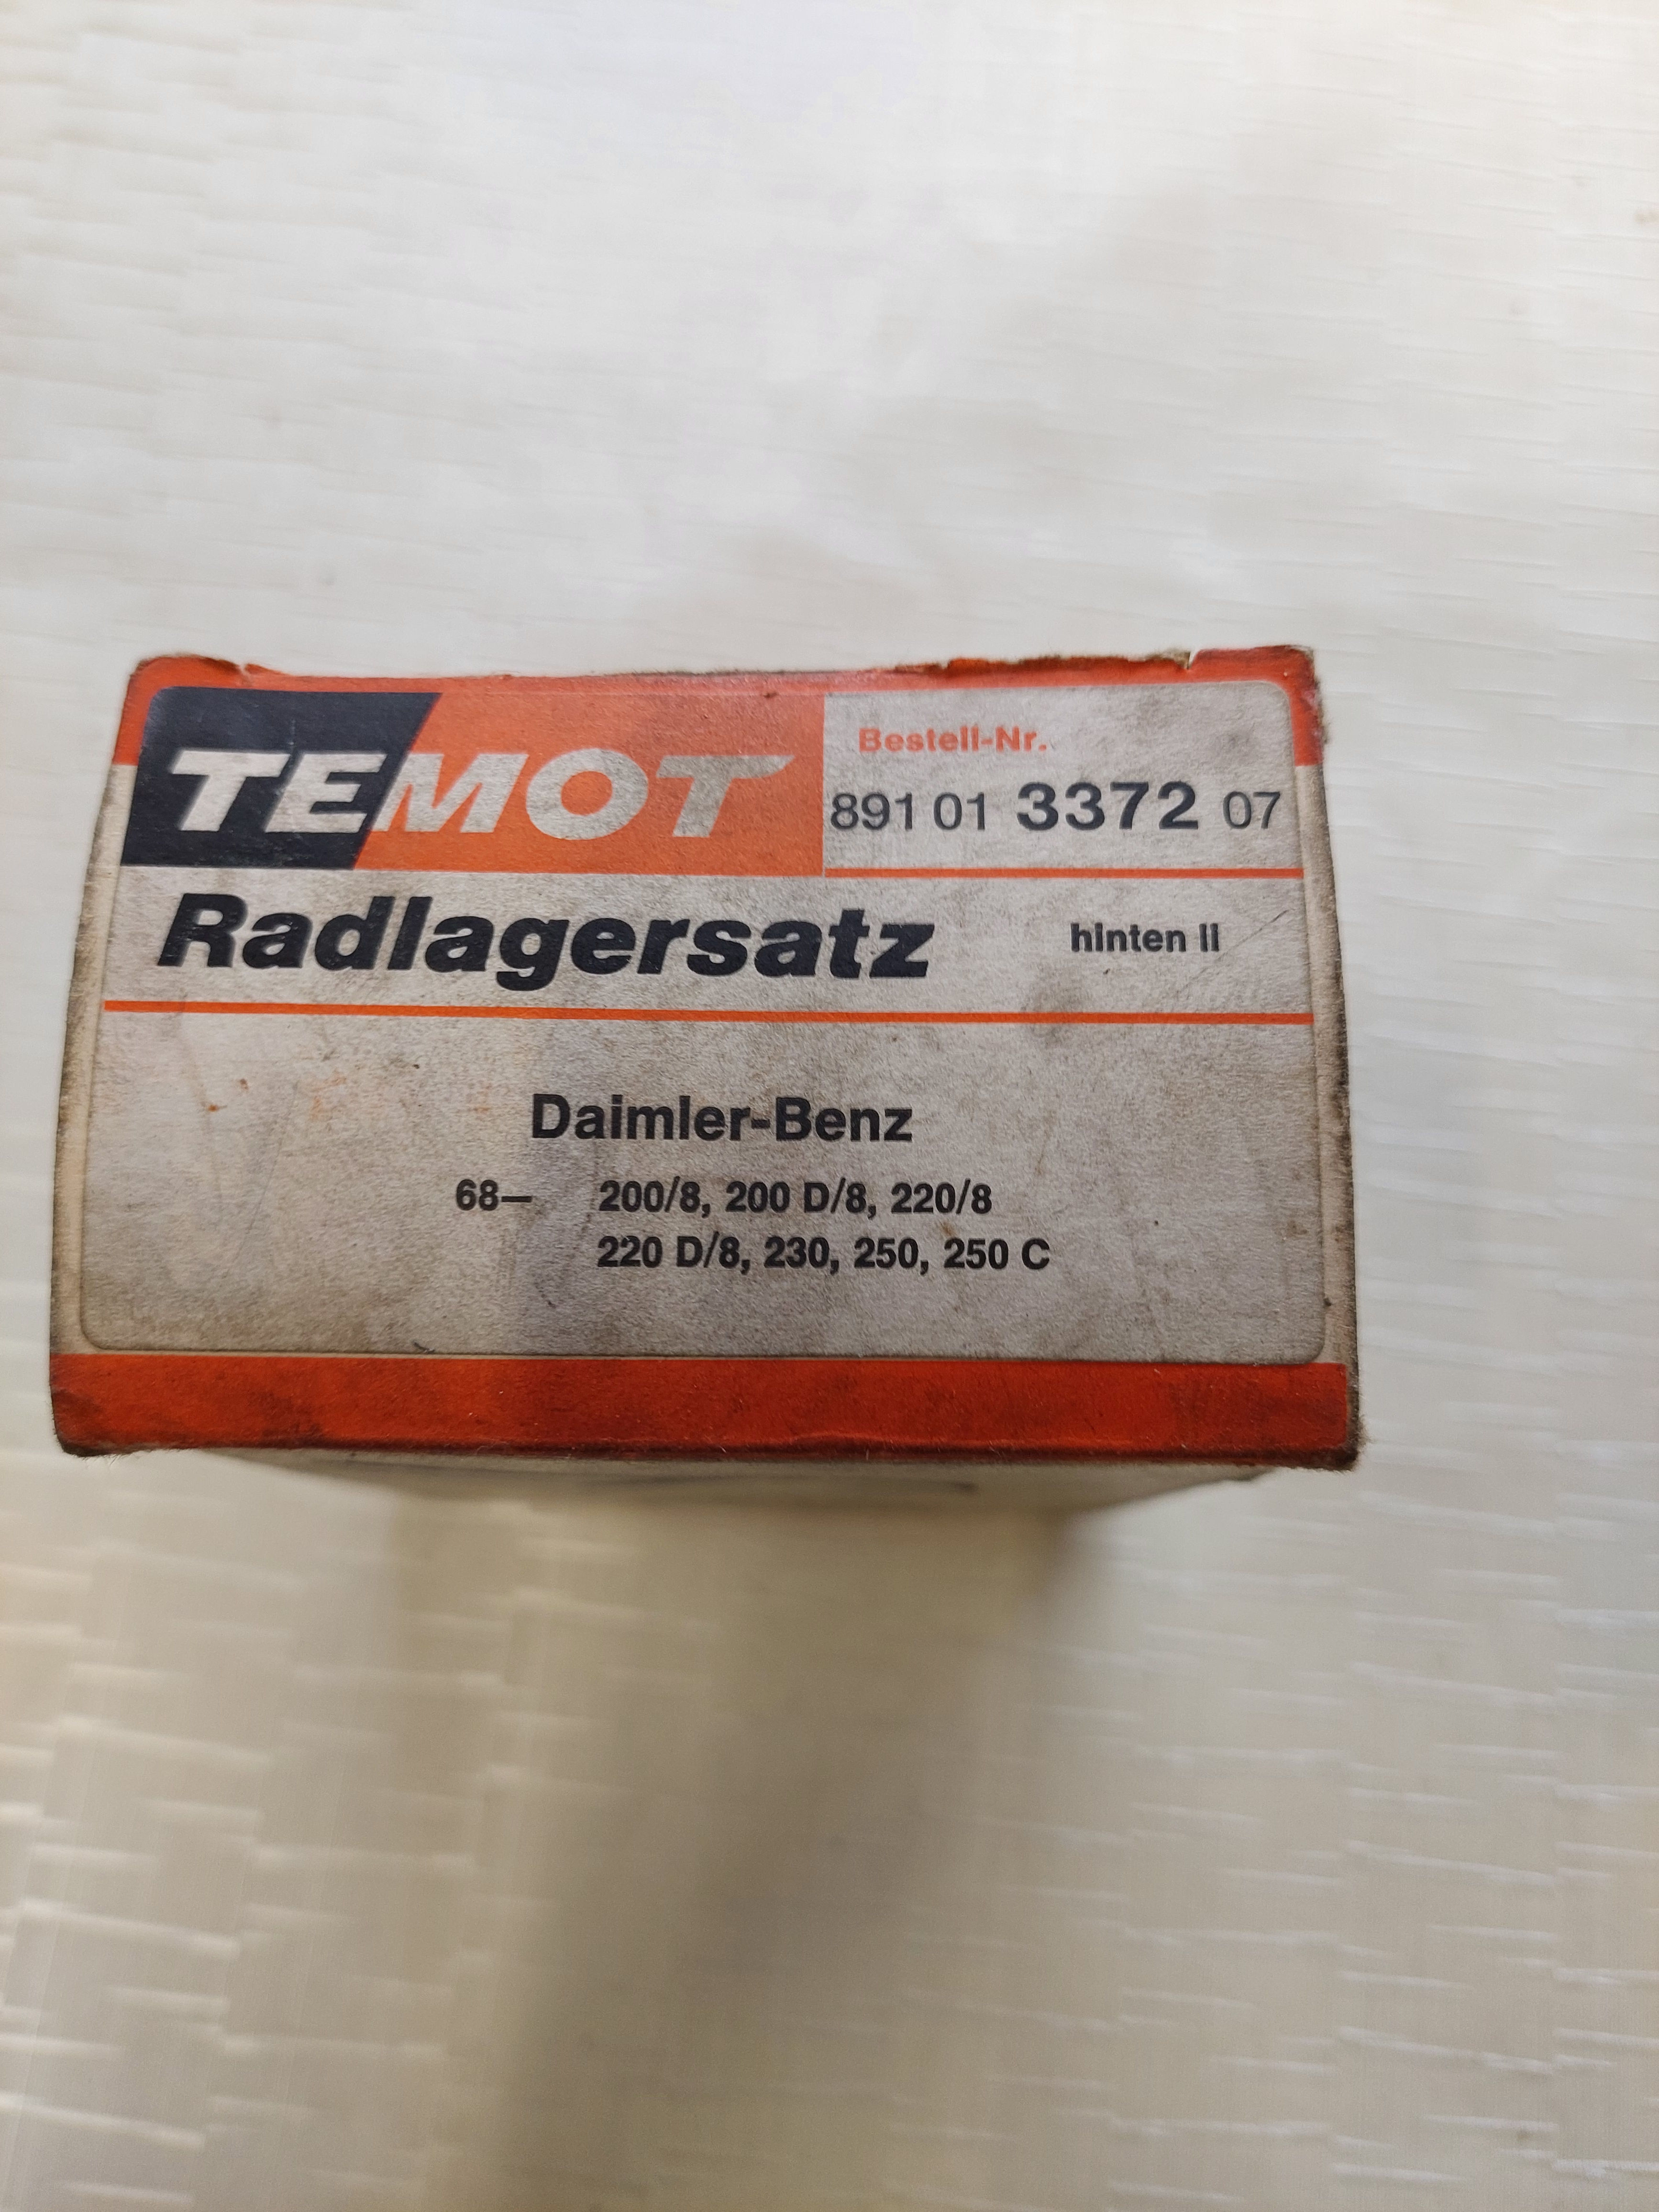 TEMOT
Bestell-Nr.
891 01 3372 07
Radlagersatz hinten II
Daimler-Benz
68— 200/8, 200 D/8, 220/8
220 D/8, 230, 250, 250 C